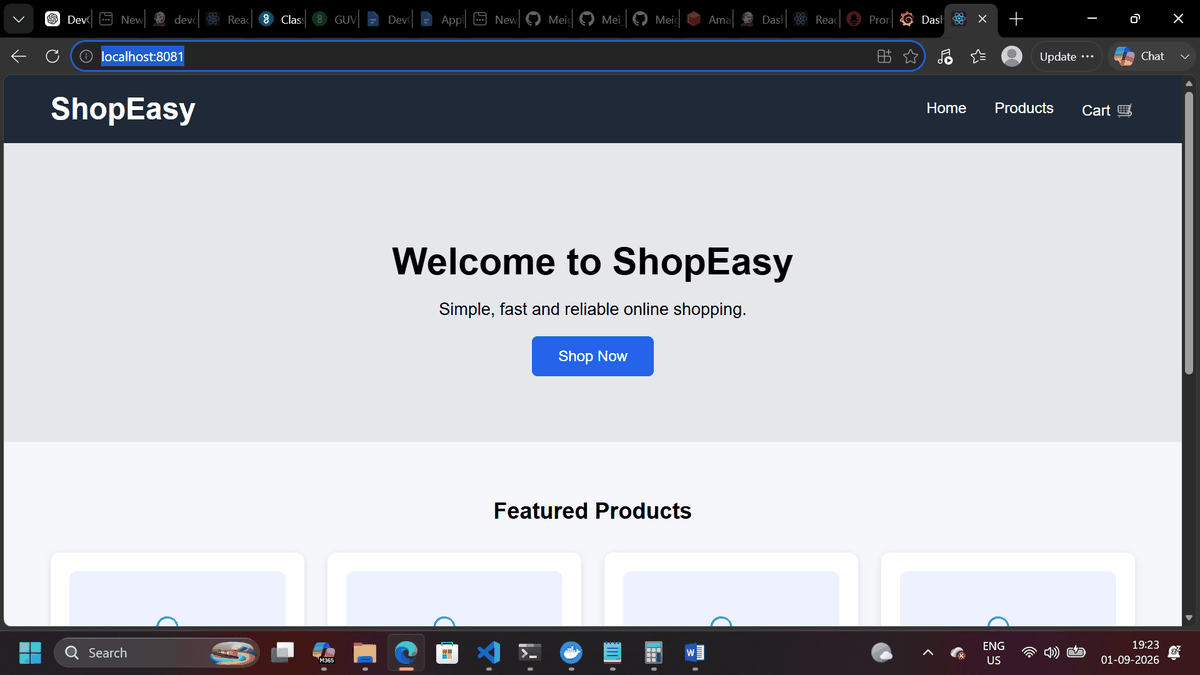 Dev
New
devo
Reac
Clas
GUV
Dev
App
New
Mei
Mei
Mei
Ama
Dasl
Reac
Pror
Dasl
localhost:8081
Update
Chat
ShopEasy
Home
Products
Cart
Welcome to ShopEasy
Simple, fast and reliable online shopping.
Shop Now
Featured Products
Search
M365
ENG
US
19:23
01-09-2026